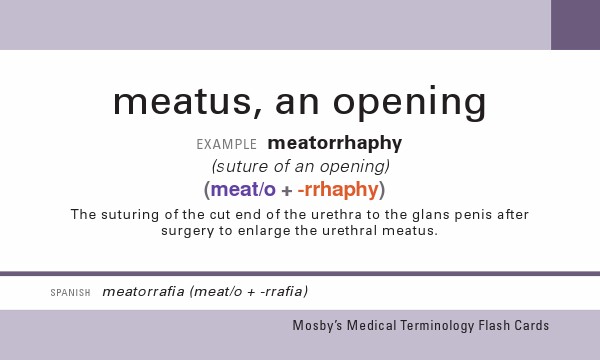 meatus, an opening
EXAMPLE meatorrhaphy
(suture of an opening)
(meat/o + -rrhaphy)
The suturing of the cut end of the urethra to the glans penis after
surgery to enlarge the urethral meatus.
SPANISH meatorrafia (meat/o + -rrafia)
Mosby's Medical Terminology Flash Cards